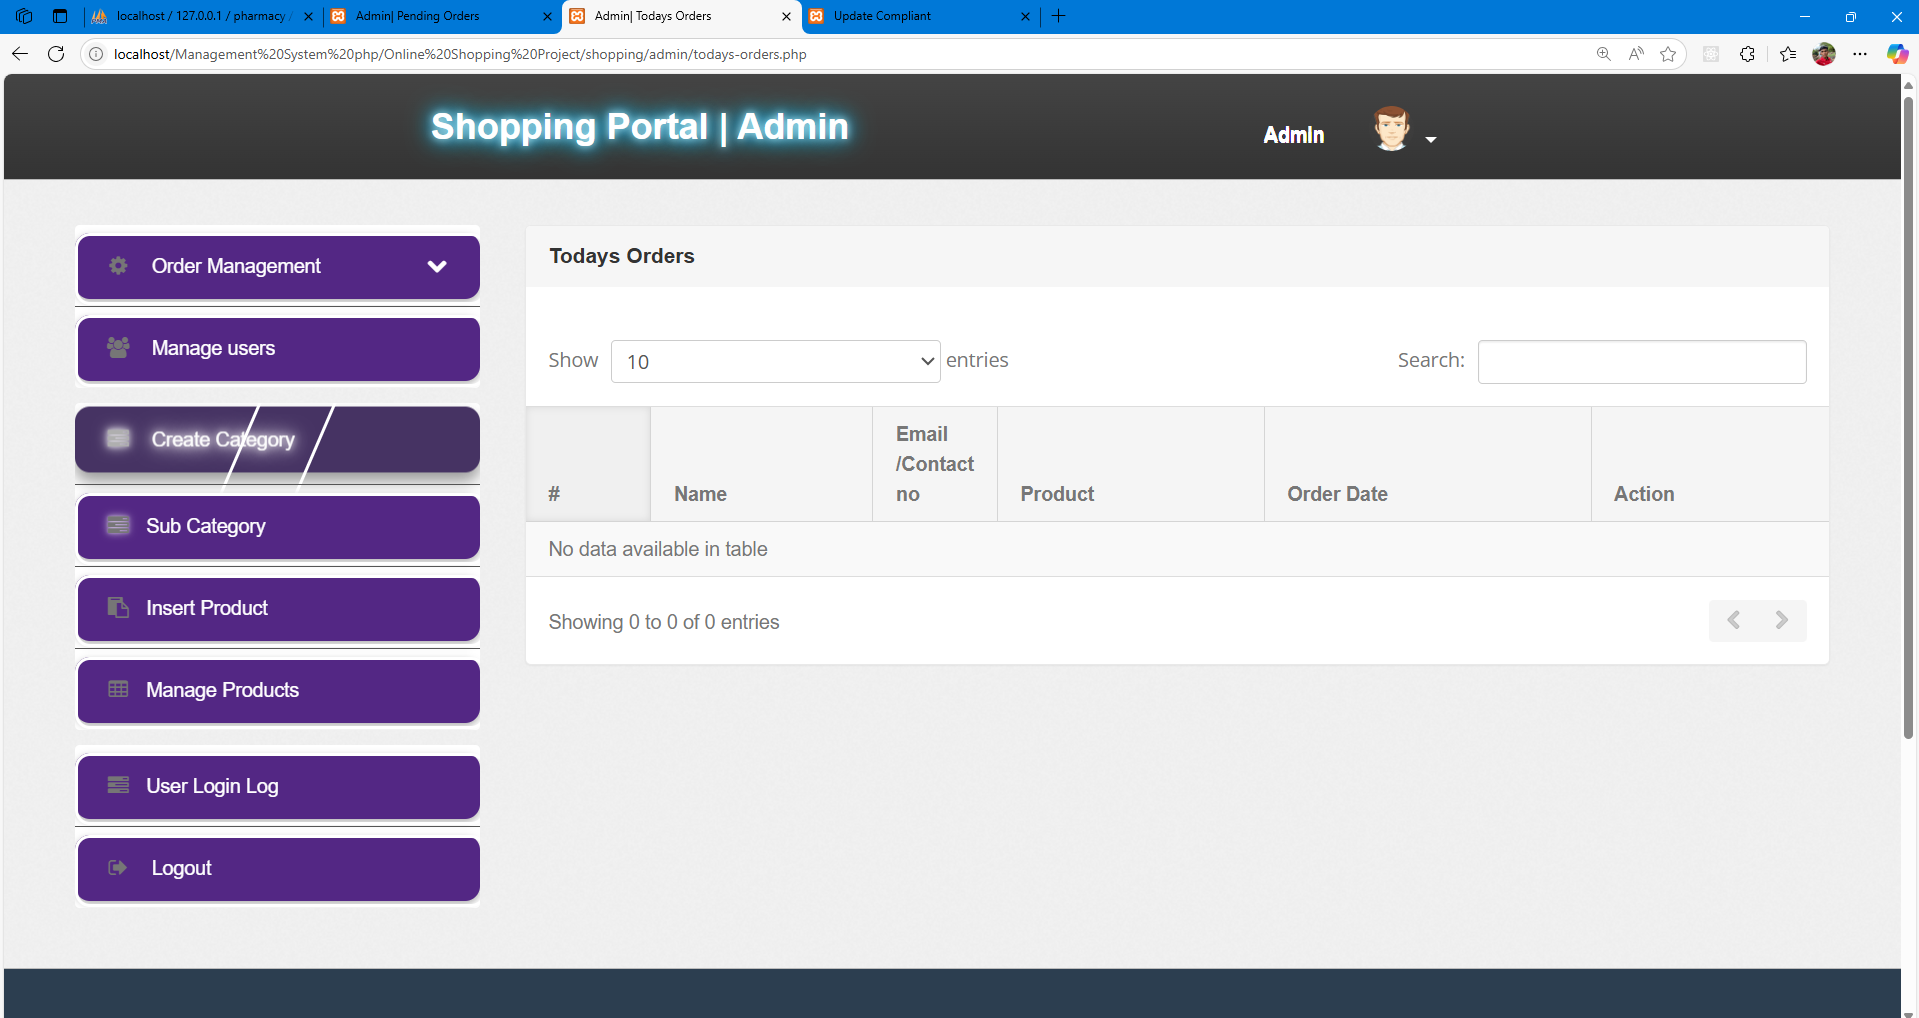 localhost / 127.0.0.1 / pharmacy
Admin| Pending Orders
Admin| Todays Orders
Update Compliant
localhost/Management%20System%20php/Online%20Shopping%20Project/shopping/admin/todays-orders.php
Shopping Portal | Admin
Admin
Order Management
Manage users
Create Category
Sub Category
Insert Product
Manage Products
User Login Log
Logout
Todays Orders
Show 10 entries
Search:
#
Name
Email
/Contact
no
Product
Order Date
Action
No data available in table
Showing 0 to 0 of 0 entries